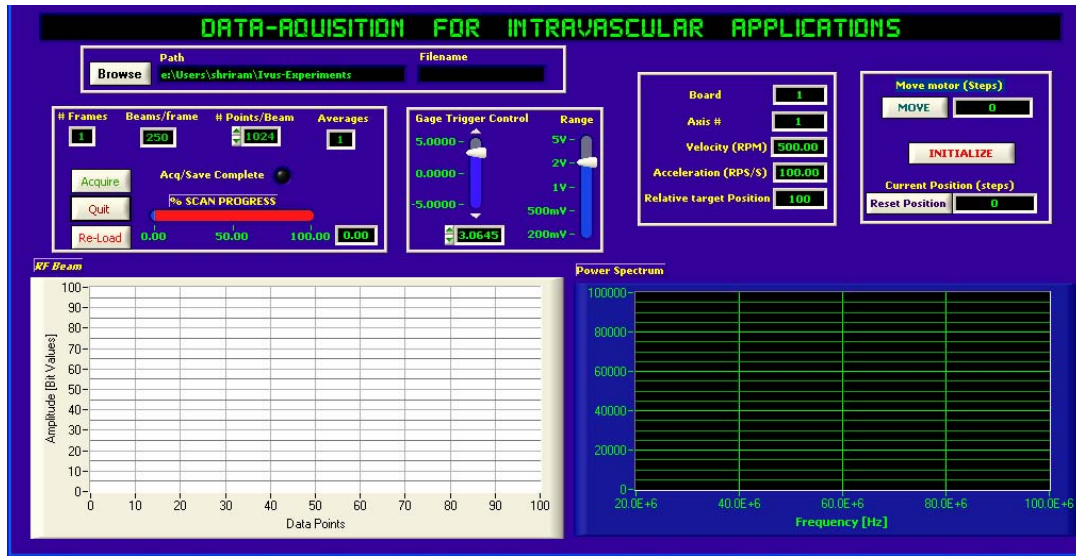 DATA-AQUISITION FOR INTRAVASCULAR APPLICATIONS
Path Filename
Browse e:\Users\shriram\Ivus-Experiments
# Frames Beams/frame # Points/Beam Averages
1 250 1024 1
Acquire Acq/Save Complete
Quit % SCAN PROGRESS
Re-Load 0.00 50.00 100.00 0.00
Gage Trigger Control Range
5.0000 5V
0.0000 2V
-5.0000 1V
500mV
3.0645 200mV
Board 1
Axis # 1
Velocity (RPM) 500.00
Acceleration (RPS/S) 100.00
Relative target Position 100
Move motor (Steps)
MOVE 0
INITIALIZE
Current Position (steps)
Reset Position 0
RF Beam
Amplitude [Bit Values]
100
90
80
70
60
50
40
30
20
10
0
0 10 20 30 40 50 60 70 80 90 100
Data Points
Power Spectrum
100000
80000
60000
40000
20000
0
20.0E+6 40.0E+6 60.0E+6 80.0E+6 100.0E+6
Frequency [Hz]